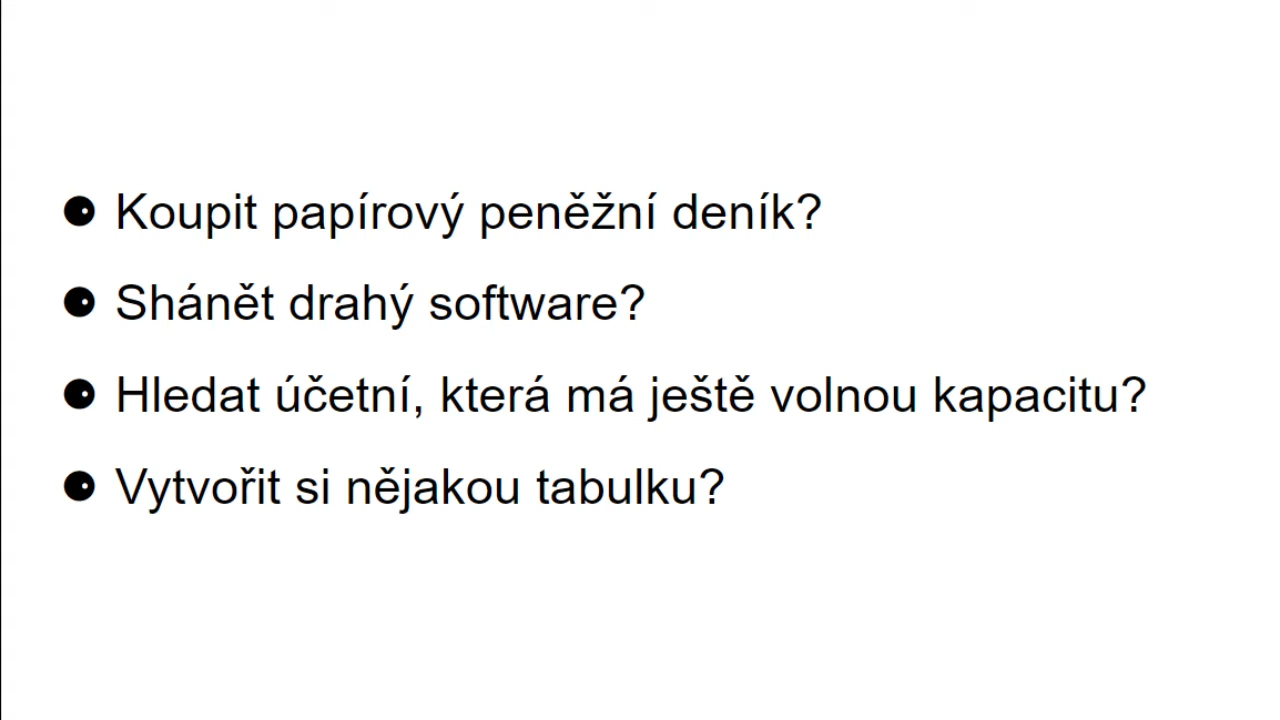 ⚈ Koupit papírový peněžní deník?
⚈ Shánět drahý software?
⚈ Hledat účetní, která má ještě volnou kapacitu?
⚈ Vytvořit si nějakou tabulku?